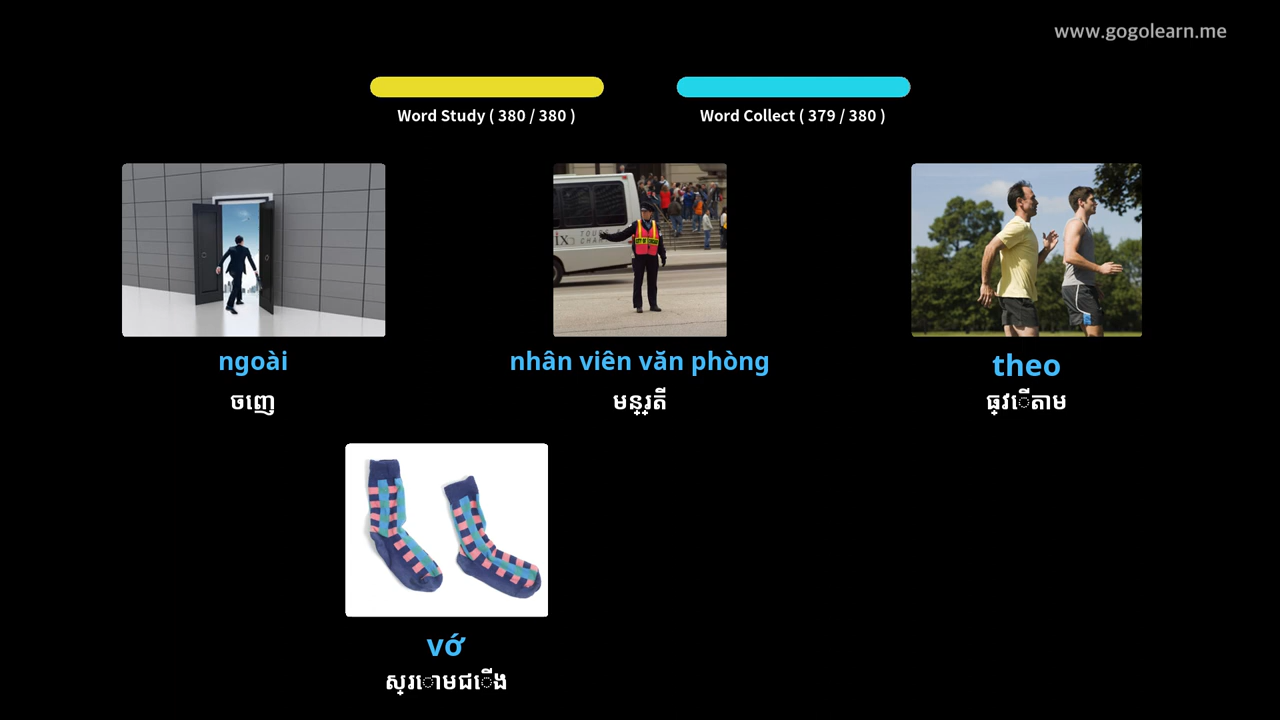 www.gogolearn.me
Word Study ( 380 / 380 )
Word Collect ( 379 / 380 )
ngoài
nhân viên văn phòng
theo
ចេញ
មន្រ្តី
ធ្វើតាម
vớ
ស្រោមជើង